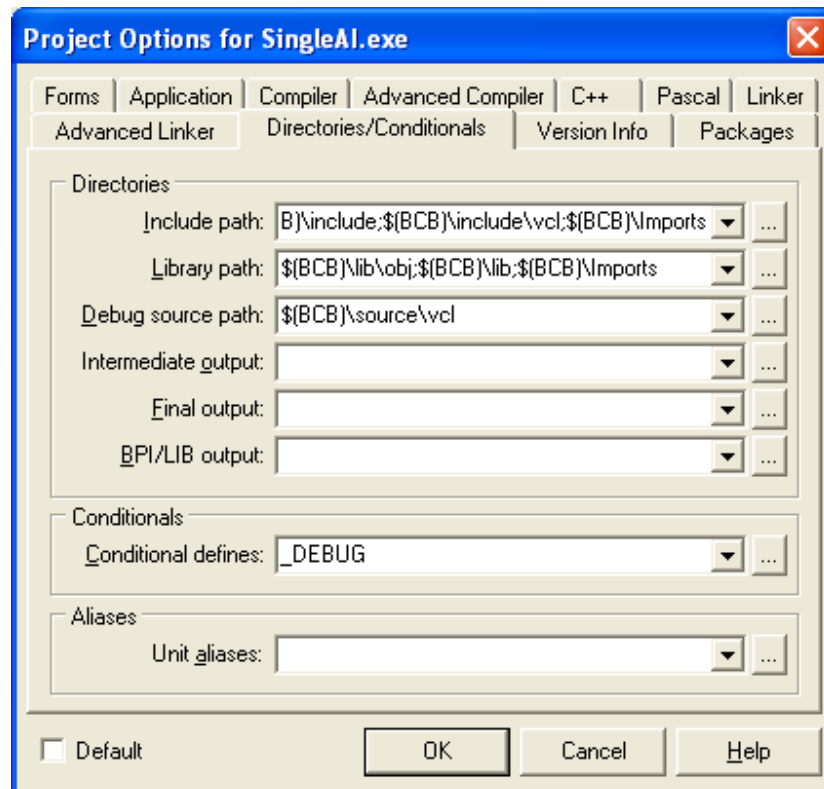 Project Options for SingleAI.exe
Forms Application Compiler Advanced Compiler C++ Pascal Linker
Advanced Linker Directories/Conditionals Version Info Packages
Directories
Include path: B)\include;$(BCB)\include\vcl;$(BCB)\Imports ...
Library path: $(BCB)\lib\obj;$(BCB)\lib;$(BCB)\Imports ...
Debug source path: $(BCB)\source\vcl ...
Intermediate output: ...
Final output: ...
BPI/LIB output: ...
Conditionals
Conditional defines: _DEBUG ...
Aliases
Unit aliases: ...
Default OK Cancel Help